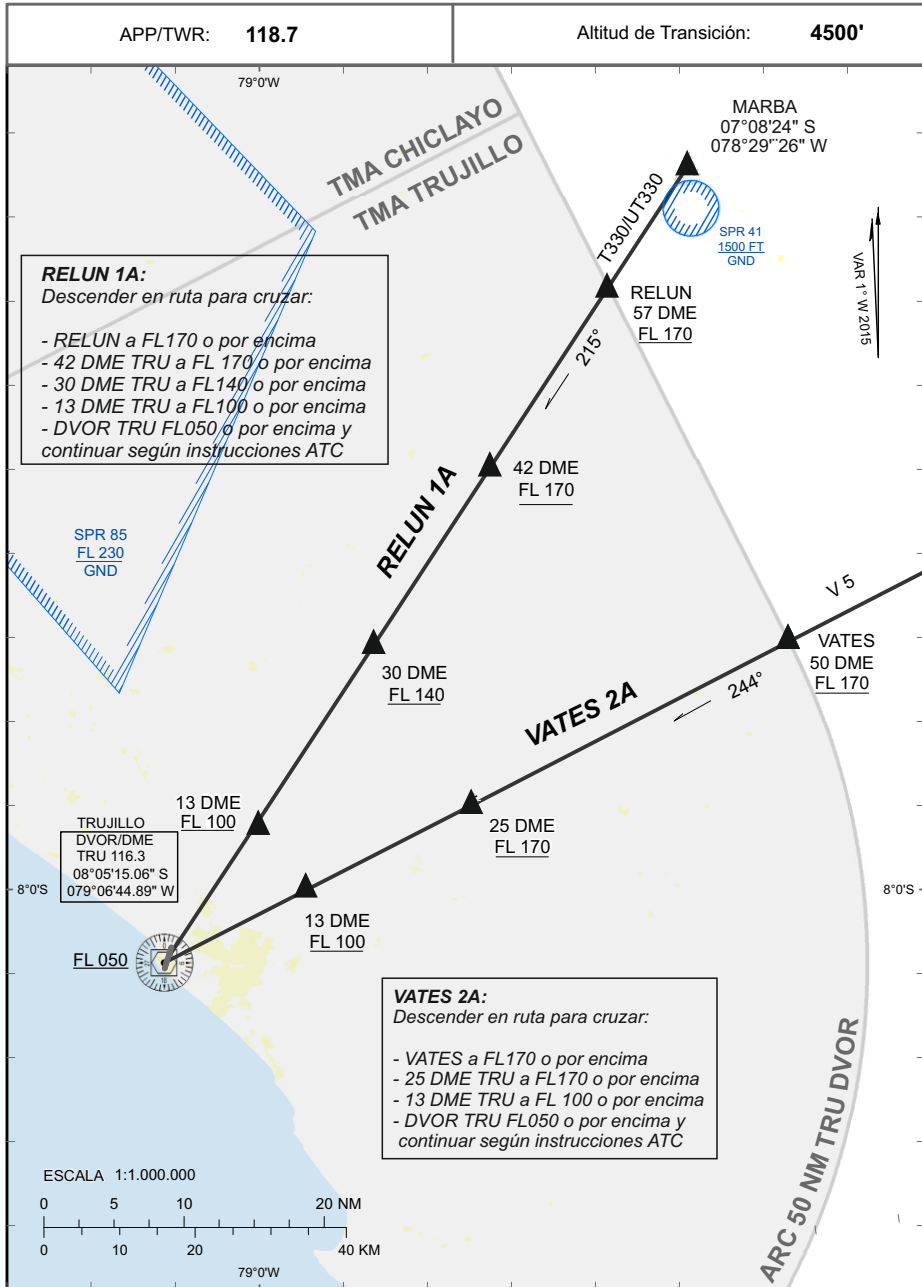 APP/TWR: 118.7
Altitud de Transición: 4500'
79°0'W
TMA CHICLAYO
TMA TRUJILLO
MARBA
07°08'24" S
078°29'¨26" W
T330/UT330
SPR 41
1500 FT
GND
VAR 1° W 2015
RELUN 1A:
Descender en ruta para cruzar:
- RELUN a FL170 o por encima
- 42 DME TRU a FL 170 o por encima
- 30 DME TRU a FL140 o por encima
- 13 DME TRU a FL100 o por encima
- DVOR TRU FL050 o por encima y
continuar según instrucciones ATC
RELUN
57 DME
FL 170
215°
42 DME
FL 170
RELUN 1A
SPR 85
FL 230
GND
V 5
VATES
50 DME
FL 170
244°
VATES 2A
30 DME
FL 140
13 DME
FL 100
25 DME
FL 170
TRUJILLO
DVOR/DME
TRU 116.3
08°05'15.06" S
079°06'44.89" W
8°0'S
8°0'S
13 DME
FL 100
FL 050
VATES 2A:
Descender en ruta para cruzar:
- VATES a FL170 o por encima
- 25 DME TRU a FL170 o por encima
- 13 DME TRU a FL 100 o por encima
- DVOR TRU FL050 o por encima y
continuar según instrucciones ATC
ARC 50 NM TRU DVOR
ESCALA 1:1.000.000
0 5 10 20 NM
0 10 20 40 KM
79°0'W